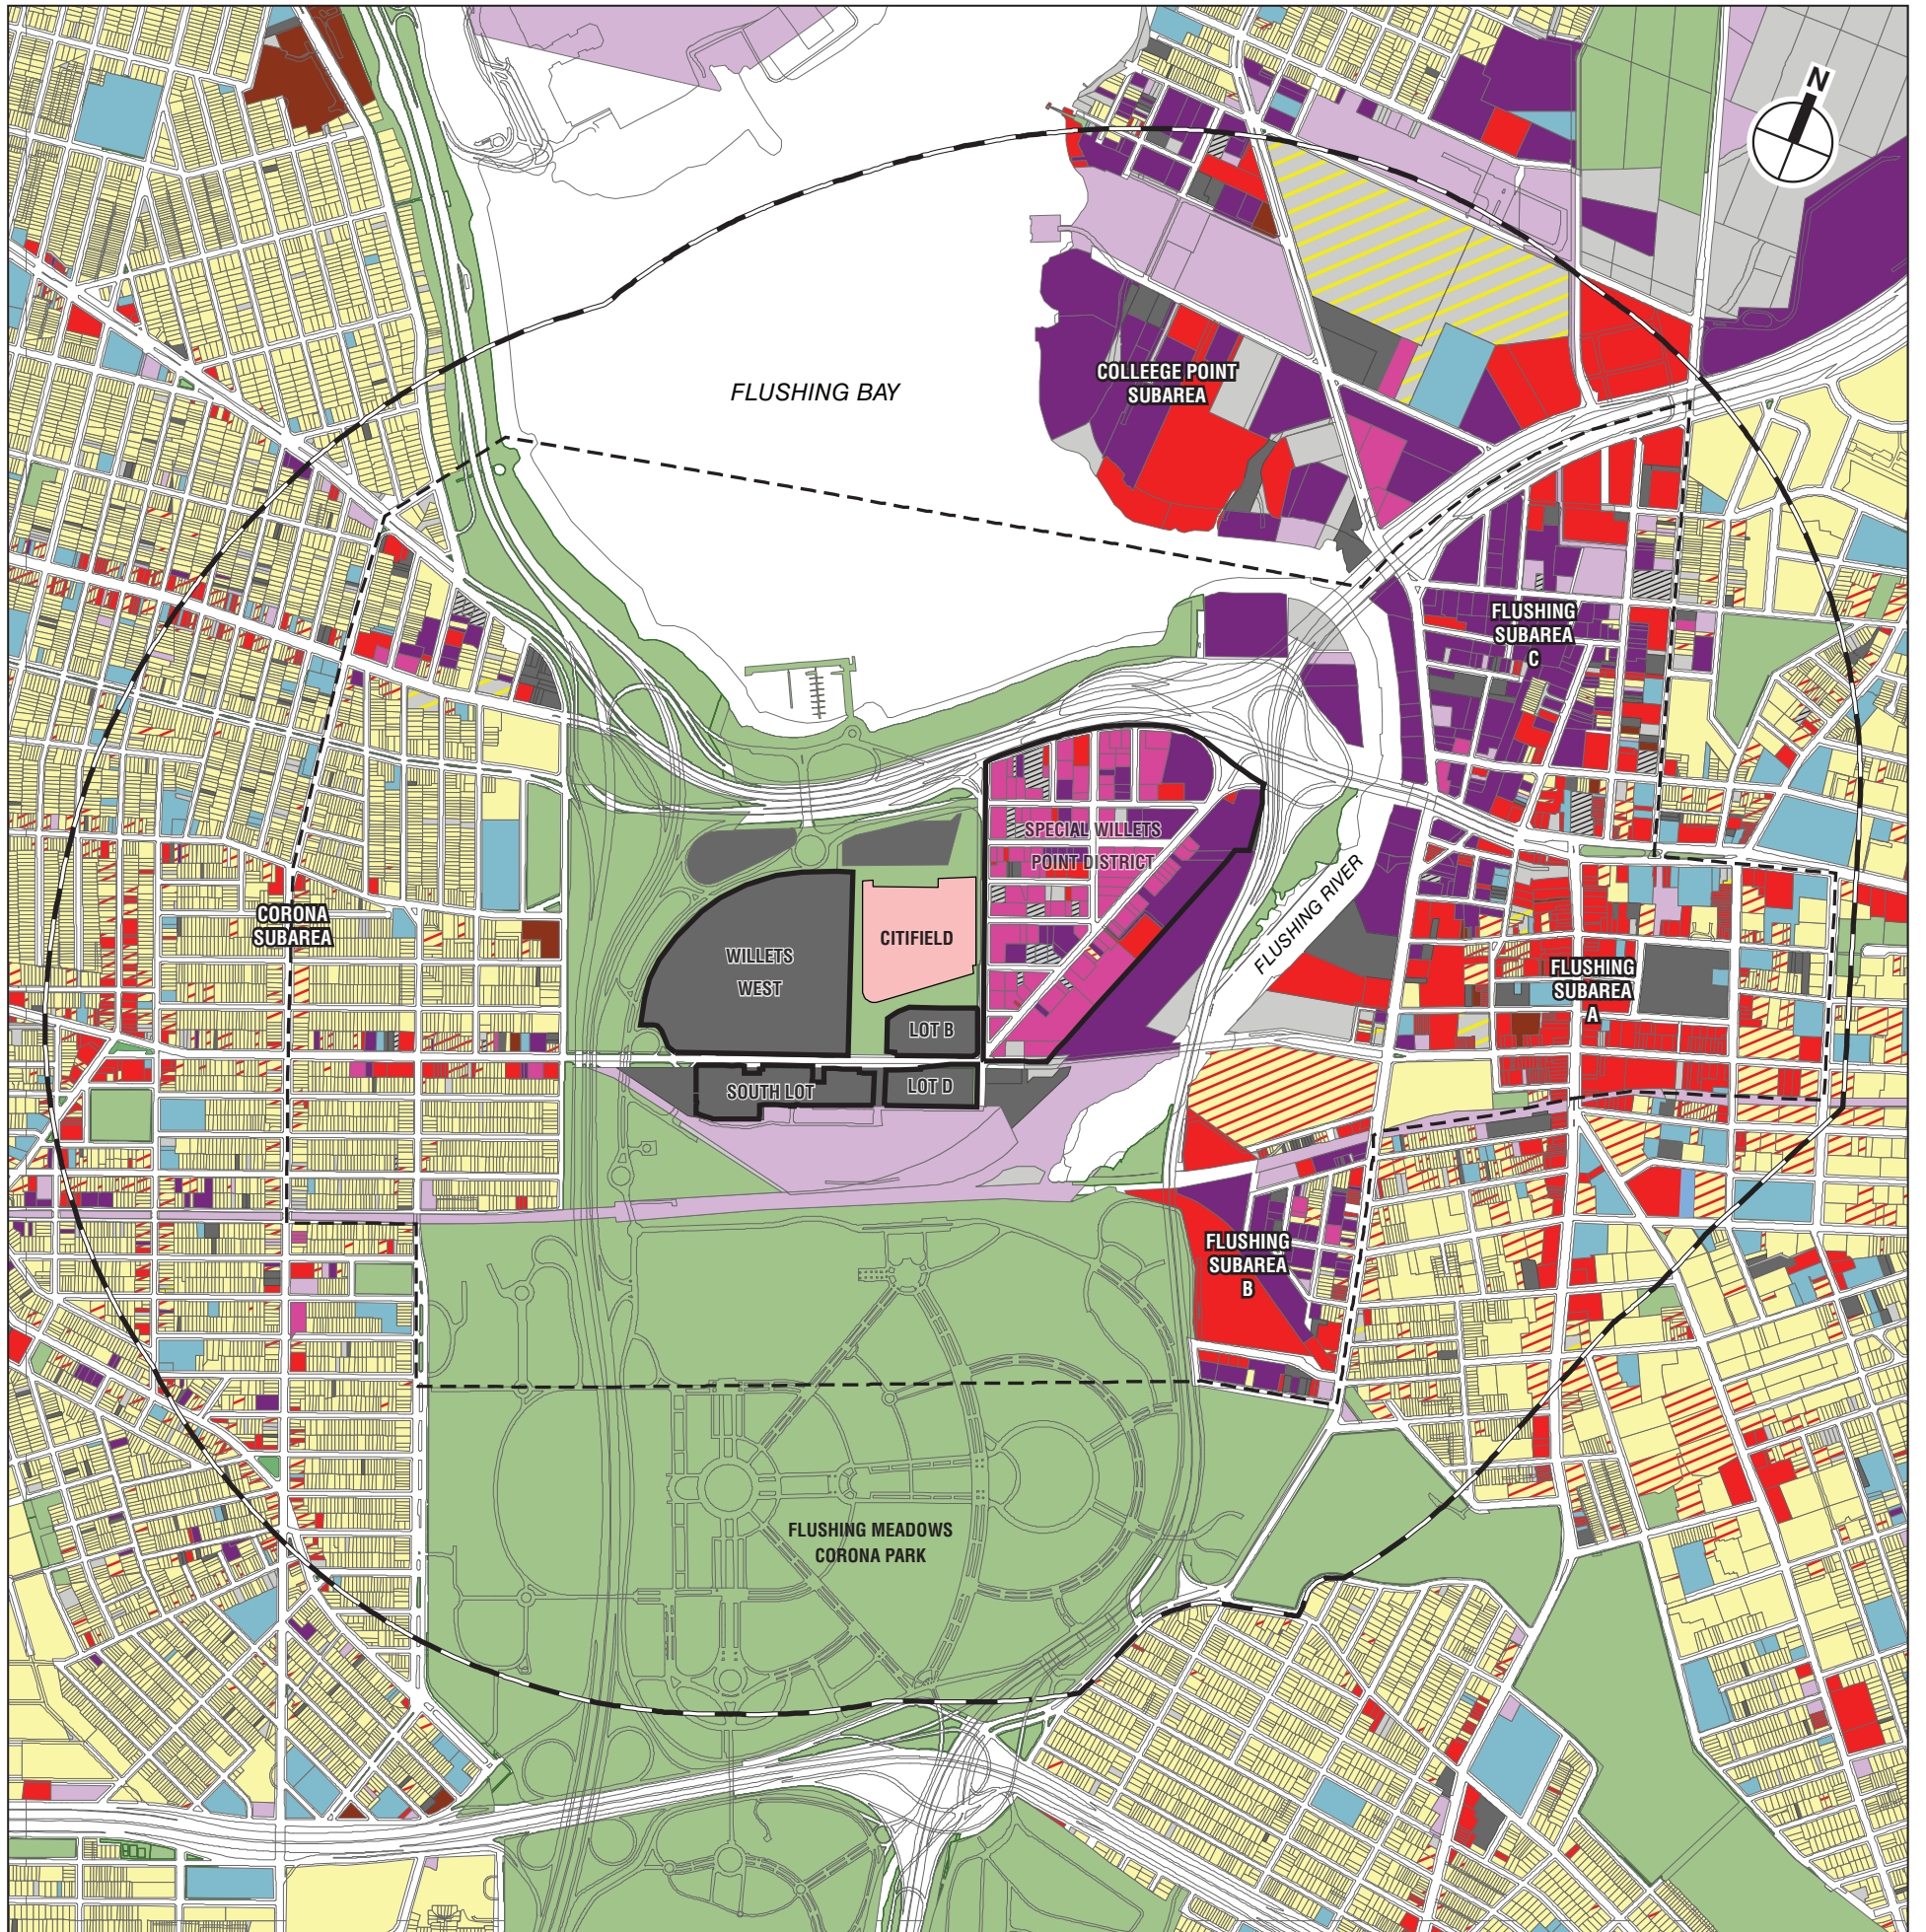 N
FLUSHING BAY
COLLEEGE POINT
SUBAREA
FLUSHING
SUBAREA
C
SPECIAL WILLETS
POINT DISTRICT
FLUSHING RIVER
CORONA
SUBAREA
CITIFIELD
WILLETS
WEST
FLUSHING
SUBAREA
A
LOT B
SOUTH LOT
LOT D
FLUSHING
SUBAREA
B
FLUSHING MEADOWS
CORONA PARK